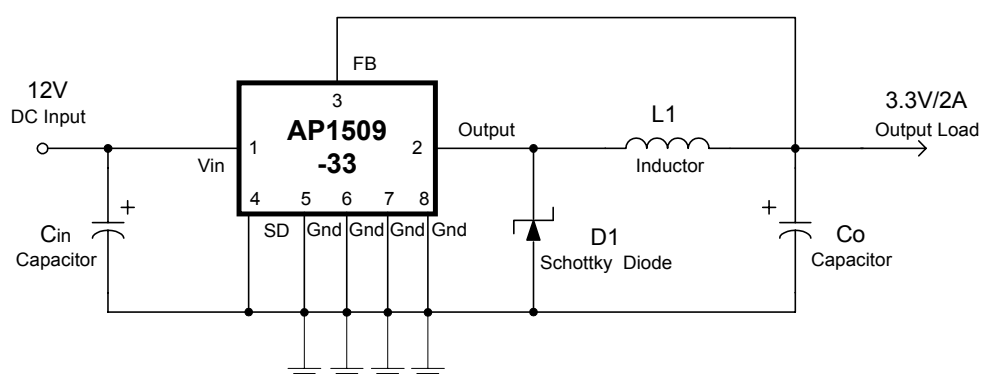 FB
12V
DC Input
3
AP1509
-33
1
2
Vin
Output
L1
Inductor
3.3V/2A
Output Load
4
5
6
7
8
SD
Gnd
Gnd
Gnd
Gnd
+
Cin
Capacitor
D1
Schottky Diode
+
Co
Capacitor